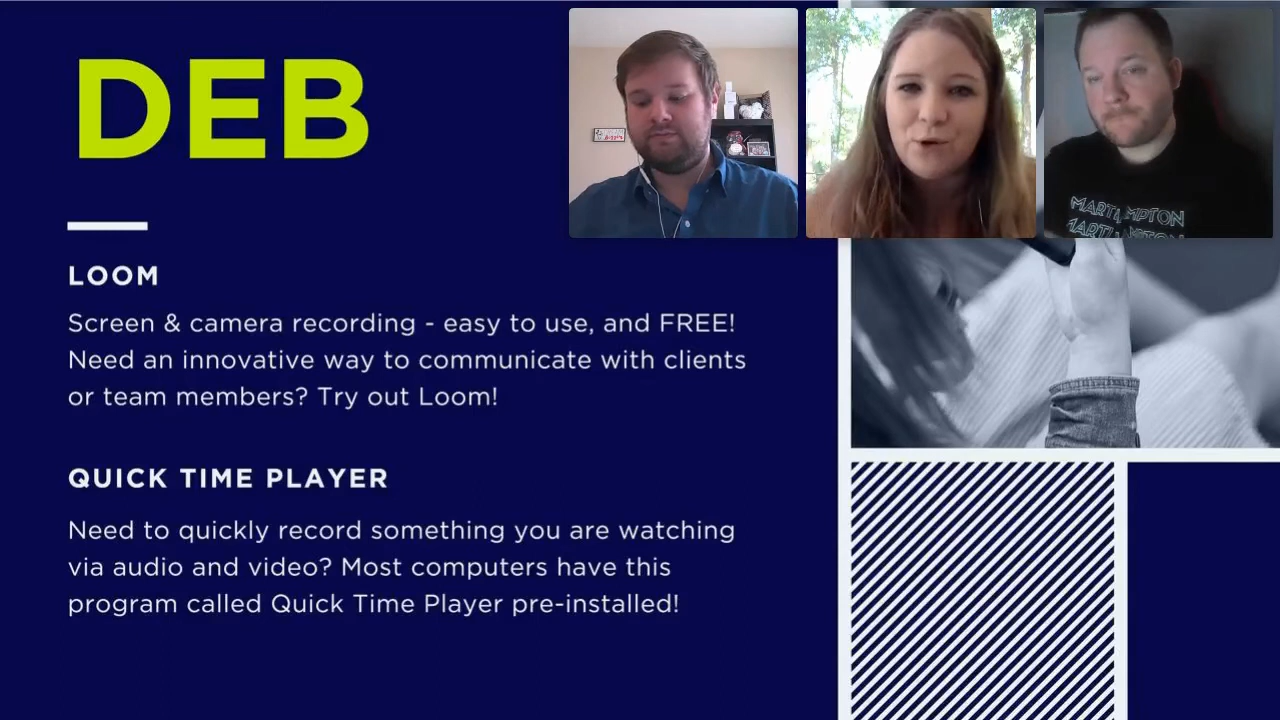 DEB
LOOM
Screen & camera recording - easy to use, and FREE!
Need an innovative way to communicate with clients
or team members? Try out Loom!
QUICK TIME PLAYER
Need to quickly record something you are watching
via audio and video? Most computers have this
program called Quick Time Player pre-installed!